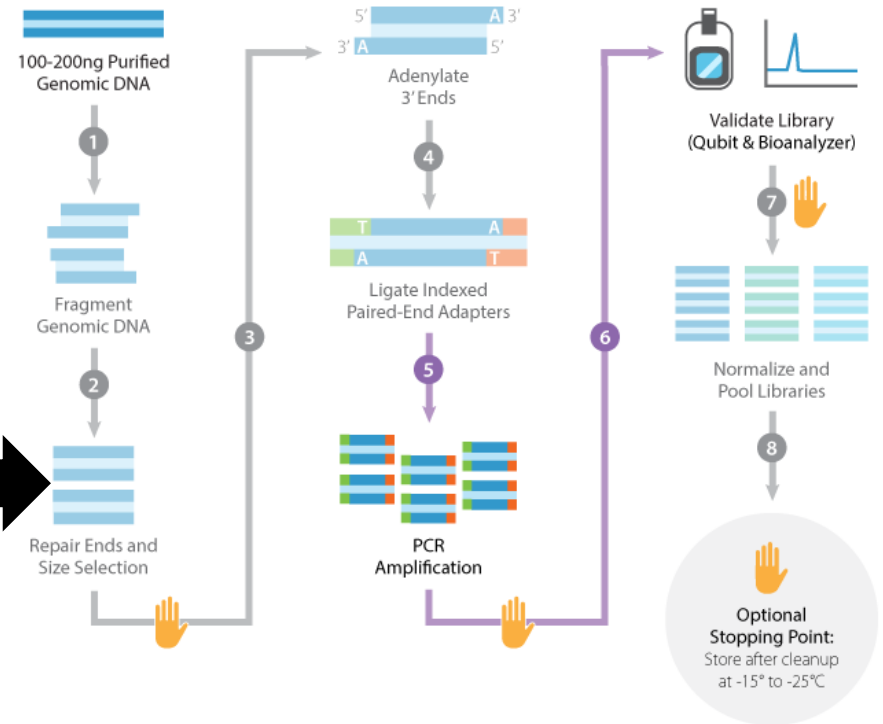 100-200ng Purified
Genomic DNA
1
Fragment
Genomic DNA
2
Repair Ends and
Size Selection
3
5’ A 3’
3’ A 5’
Adenylate
3’ Ends
4
T A
A T
Ligate Indexed
Paired-End Adapters
5
PCR
Amplification
6
Validate Library
(Qubit & Bioanalyzer)
7
Normalize and
Pool Libraries
8
Optional
Stopping Point:
Store after cleanup
at -15° to -25°C